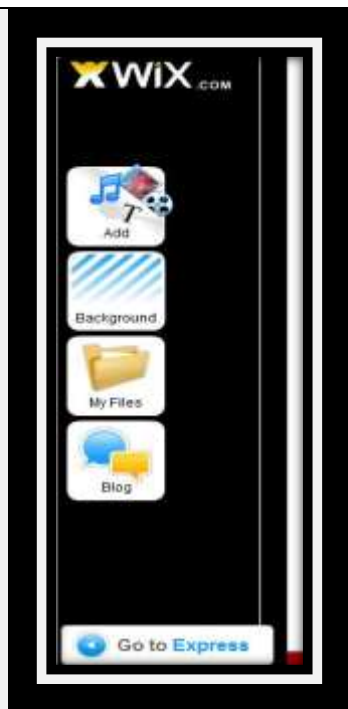 WiX.COM
Add
Background
My Files
Blog
Go to Express